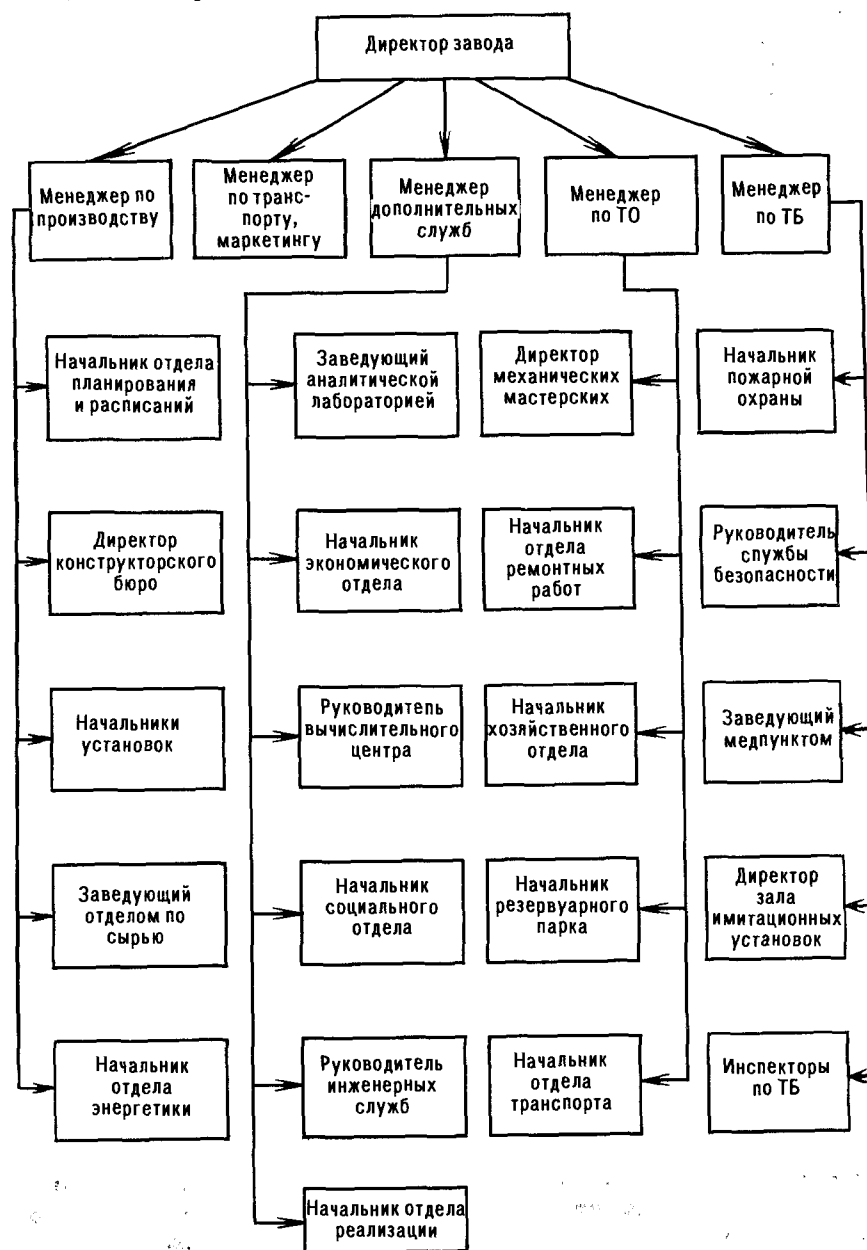 Директор завода
Менеджер по
производству
Менеджер
по транс-
порту,
маркетингу
Менеджер
дополнительных
служб
Менеджер
по ТО
Менеджер
по ТБ
Начальник отдела
планирования
и расписаний
Заведующий
аналитической
лабораторией
Директор
механических
мастерских
Начальник
пожарной
охраны
Директор
конструкторского
бюро
Начальник
экономического
отдела
Начальник
отдела
ремонтных
работ
Руководитель
службы
безопасности
Начальники
установок
Руководитель
вычислительного
центра
Начальник
хозяйственного
отдела
Заведующий
медпунктом
Заведующий
отделом по
сырью
Начальник
социального
отдела
Начальник
резервуарного
парка
Директор
зала
имитационных
установок
Начальник
отдела
энергетики
Руководитель
инженерных
служб
Начальник
отдела
транспорта
Инспекторы
по ТБ
Начальник отдела
реализации